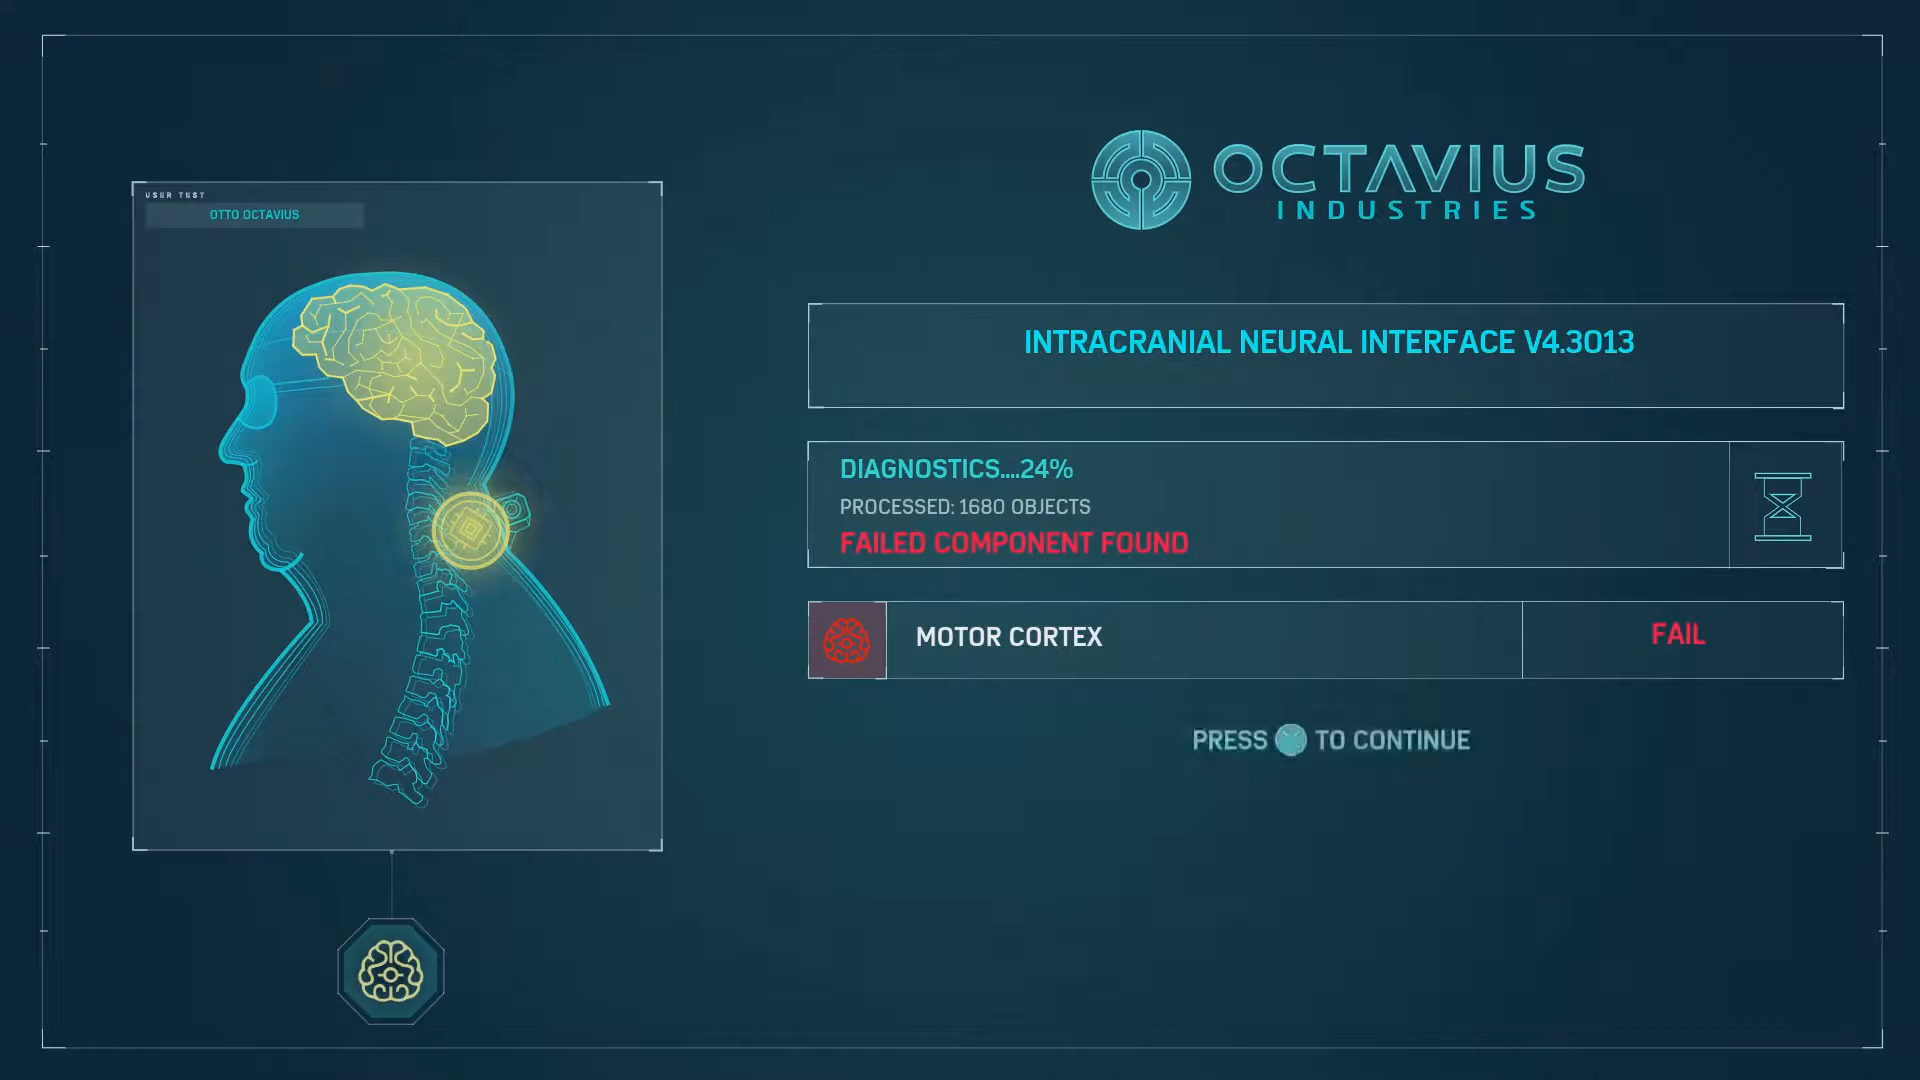 USER TEST
OTTO OCTAVIUS
OCTAVIUS
INDUSTRIES
INTRACRANIAL NEURAL INTERFACE V4.3013
DIAGNOSTICS....24%
PROCESSED: 1680 OBJECTS
FAILED COMPONENT FOUND
MOTOR CORTEX
FAIL
PRESS TO CONTINUE